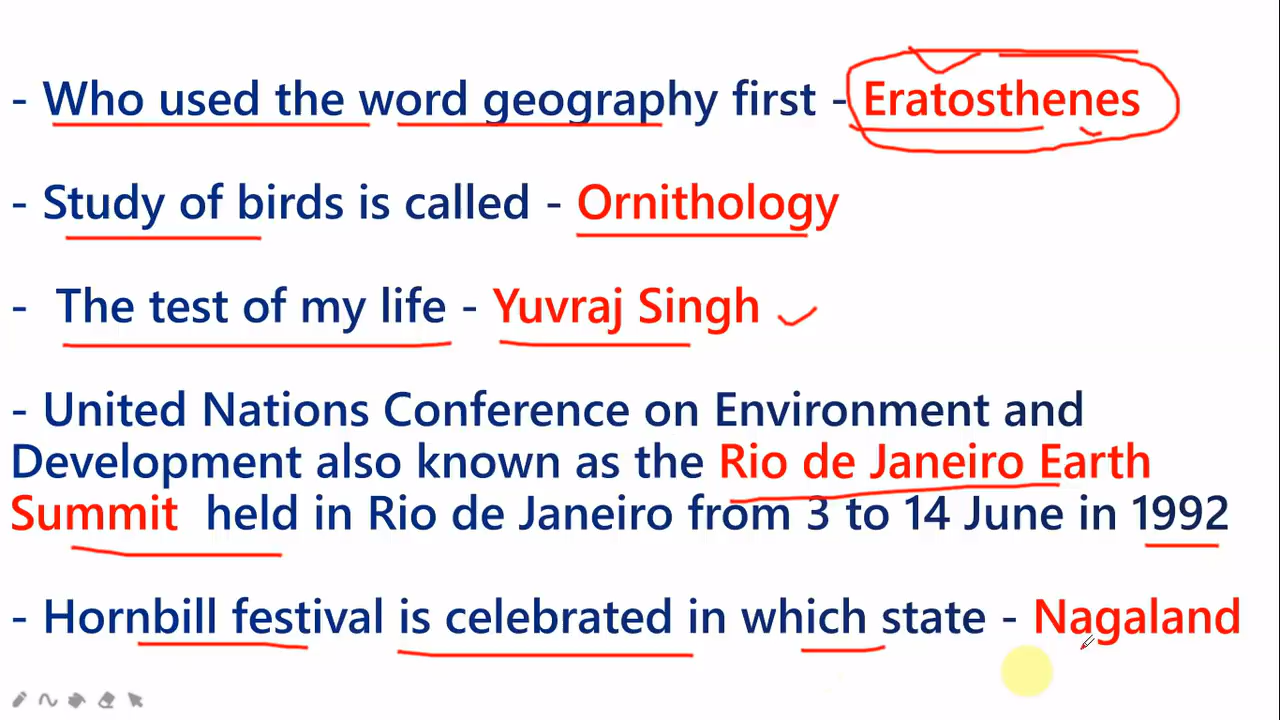 - Who used the word geography first - Eratosthenes
- Study of birds is called - Ornithology
- The test of my life - Yuvraj Singh
- United Nations Conference on Environment and
Development also known as the Rio de Janeiro Earth
Summit held in Rio de Janeiro from 3 to 14 June in 1992
- Hornbill festival is celebrated in which state - Nagaland